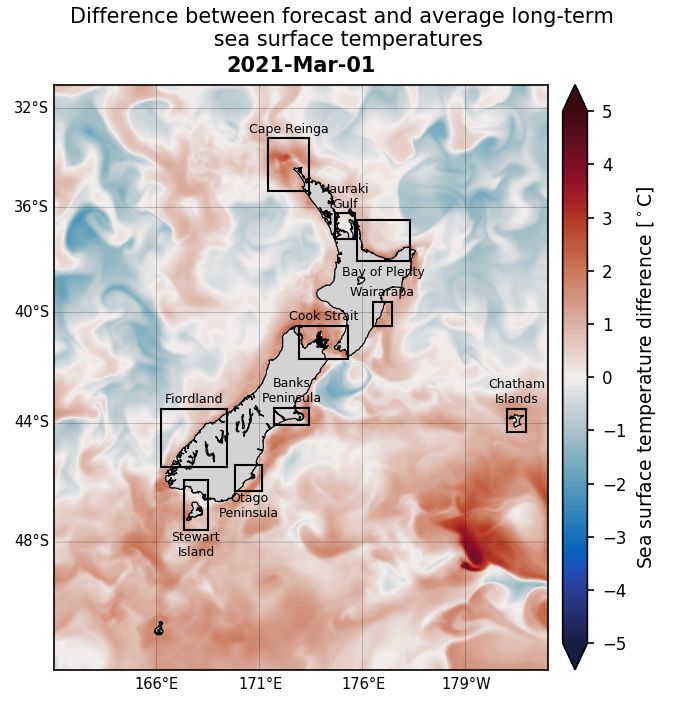 Difference between forecast and average long-term
sea surface temperatures
2021-Mar-01
32°S
36°S
40°S
44°S
48°S
166°E
171°E
176°E
179°W
Cape Reinga
Hauraki
Gulf
Bay of Plenty
Wairarapa
Cook Strait
Banks
Peninsula
Fiordland
Chatham
Islands
Otago
Peninsula
Stewart
Island
5
4
3
2
1
0
−1
−2
−3
−4
−5
Sea surface temperature difference [°C]